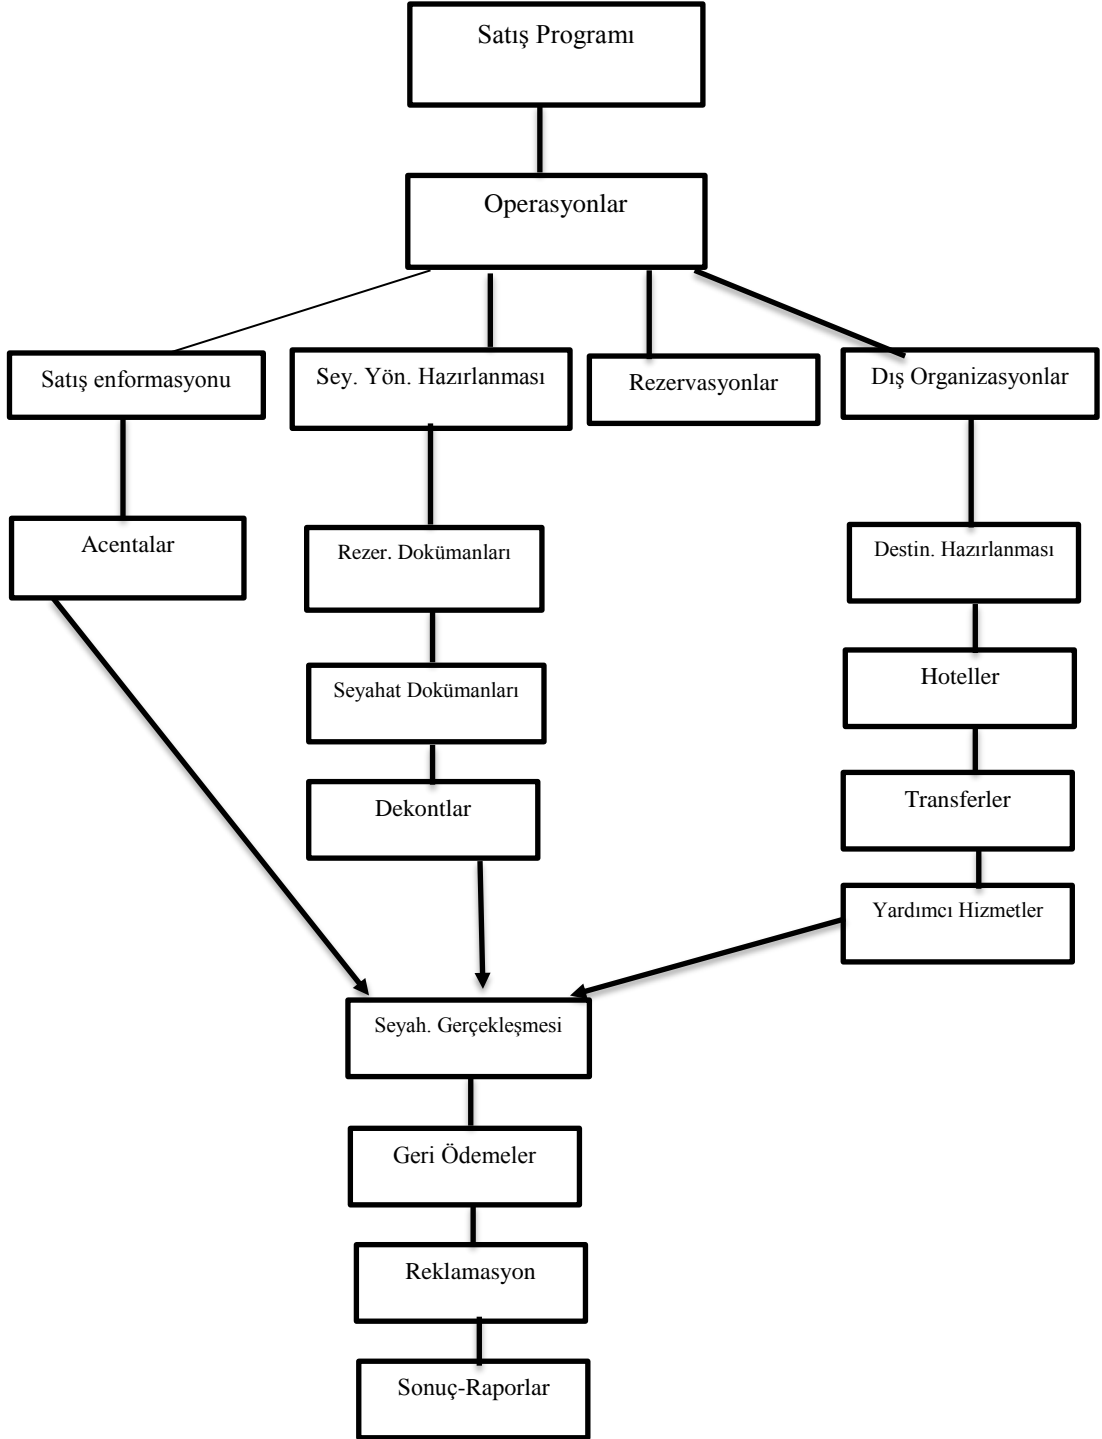 Satış Programı
Operasyonlar
Satış enformasyonu
Sey. Yön. Hazırlanması
Rezervasyonlar
Dış Organizasyonlar
Acentalar
Rezer. Dokümanları
Destin. Hazırlanması
Seyahat Dokümanları
Hoteller
Dekontlar
Transferler
Yardımcı Hizmetler
Seyah. Gerçekleşmesi
Geri Ödemeler
Reklamasyon
Sonuç-Raporlar